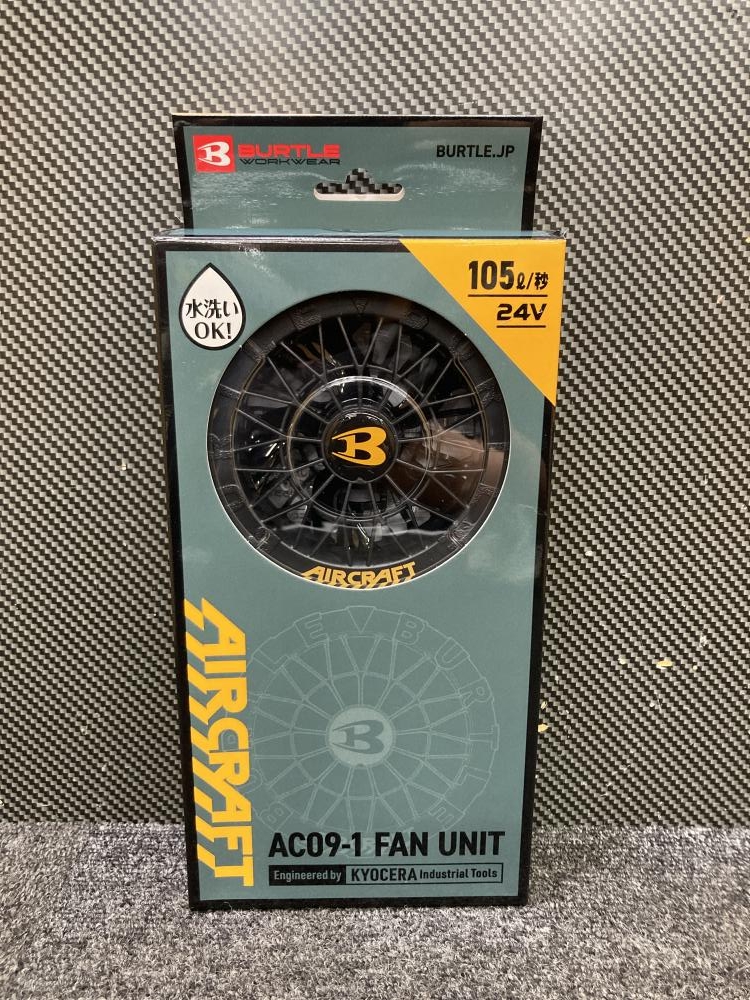 B BURTLE
WORKWEAR
BURTLE.JP
105ℓ/秒
24V
水洗い
OK!
B
AIRCRAFT
AIRCRAFT
BURTLE
B
AC09-1 FAN UNIT
Engineered by KYOCERA Industrial Tools